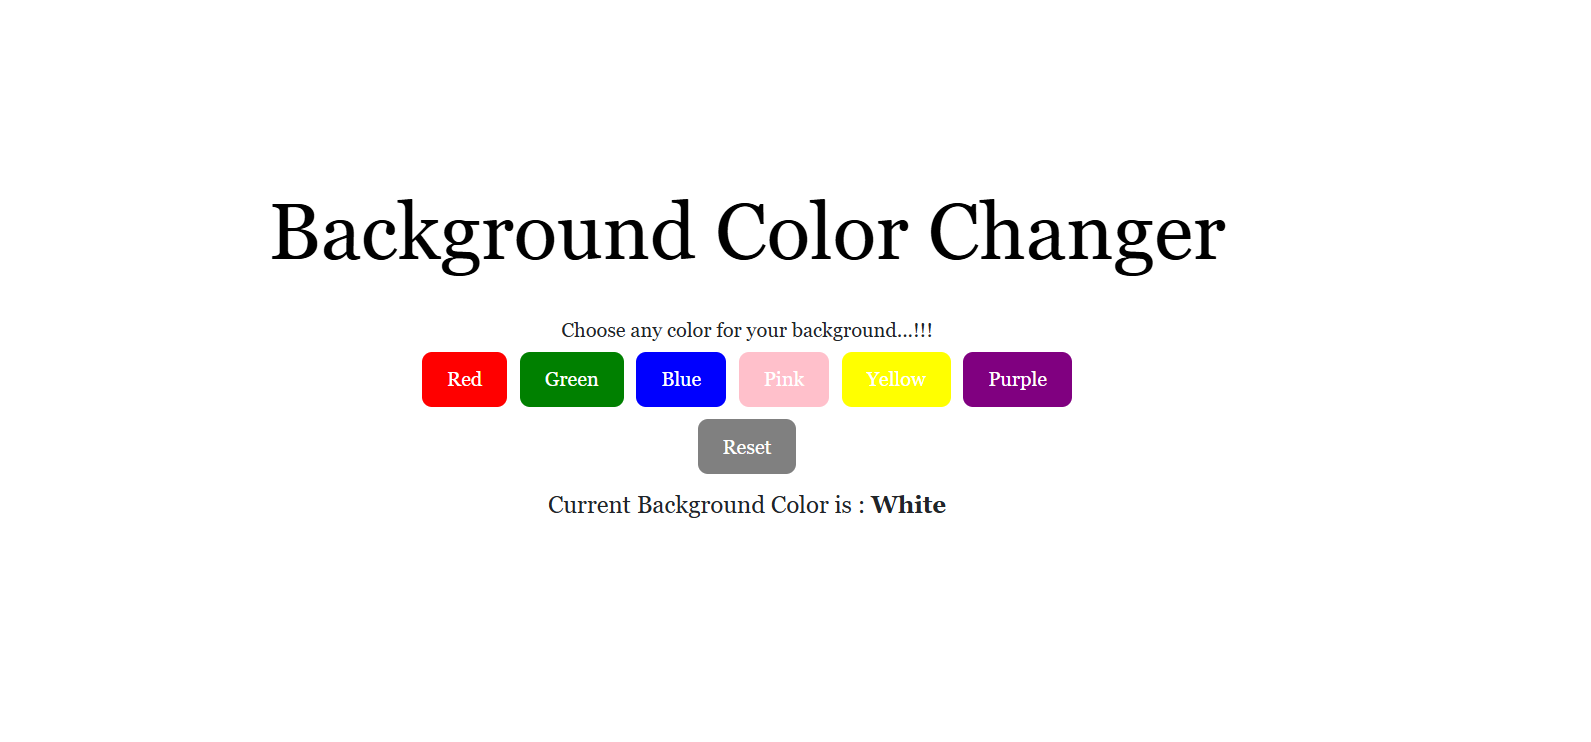 Background Color Changer
Choose any color for your background...!!!
Red Green Blue Pink Yellow Purple
Reset
Current Background Color is : White